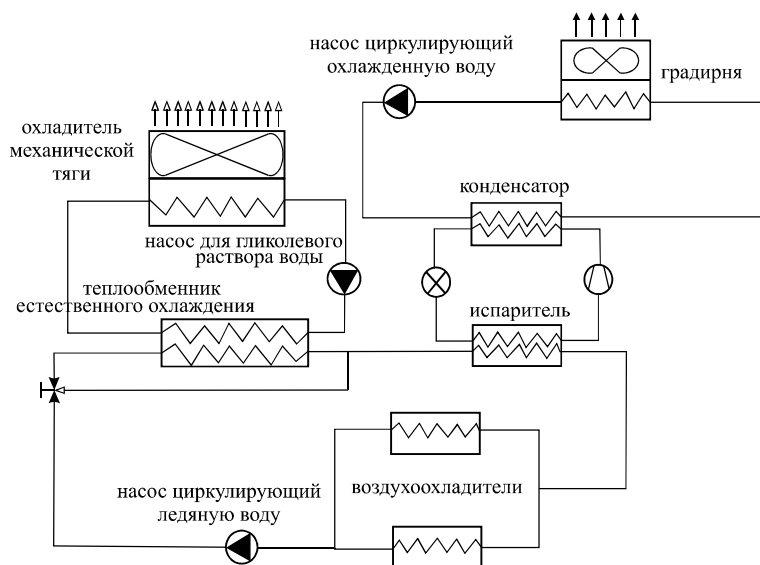 насос циркулирующий
охлажденную воду
градирня
охладитель
механической
тяги
конденсатор
насос для гликолевого
раствора воды
теплообменник
естественного охлаждения
испаритель
насос циркулирующий
ледяную воду
воздухоохладители